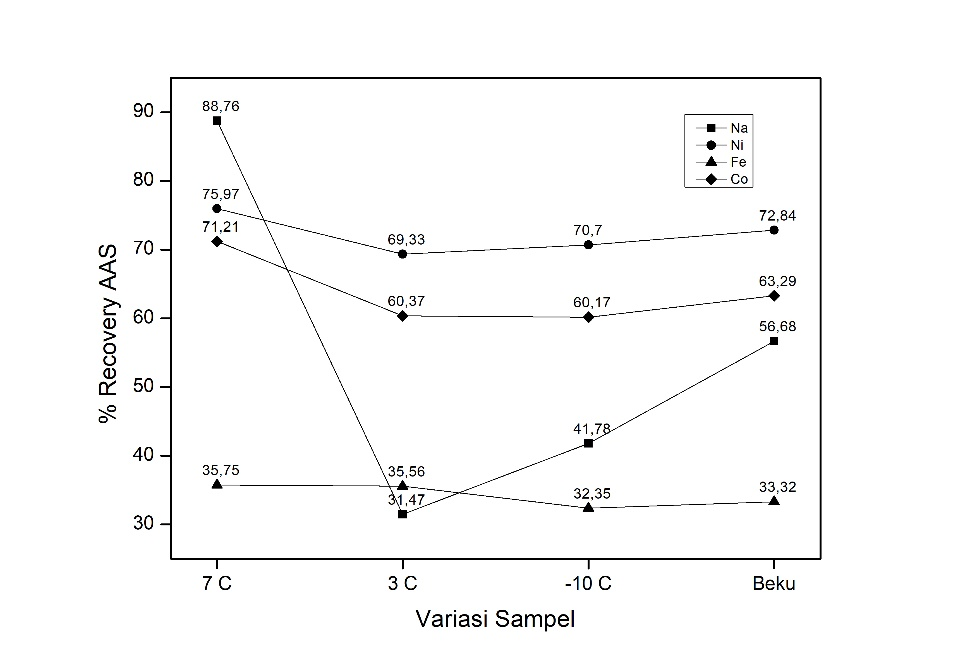 88,76
90
Na
Ni
Fe
Co
80
75,97
71,21
72,84
70,7
69,33
70
63,29
60,37
60,17
60
56,68
50
41,78
40
35,75
35,56
31,47
32,35
33,32
30
% Recovery AAS
7 C
3 C
-10 C
Beku
Variasi Sampel